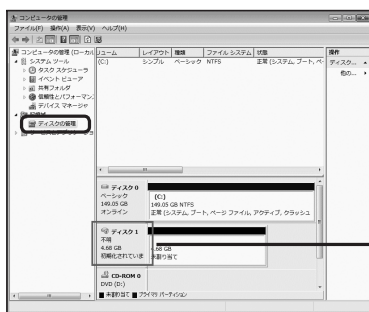 コンピュータの管理
ファイル(F) 操作(A) 表示(V) ヘルプ(H)
コンピュータの管理 (ローカル
システム ツール
タスク スケジューラ
イベント ビューア
共有フォルダ
信頼性とパフォーマン
デバイス マネージャ
ディスクの管理
リューム レイアウト 種類 ファイル システム 状態
(C:) シンプル ベーシック NTFS 正常 (システム, ブート, ペ-
操作
ディスク...
他の...
ディスク 0
ベーシック
149.05 GB
オンライン
(C:)
149.05 GB NTFS
正常 (システム, ブート, ページ ファイル, アクティブ, クラッシュ
ディスク 1
不明
4.68 GB
初期化されていま
4.68 GB
未割り当て
CD-ROM 0
DVD (D:)
未割り当て プライマリ パーティション